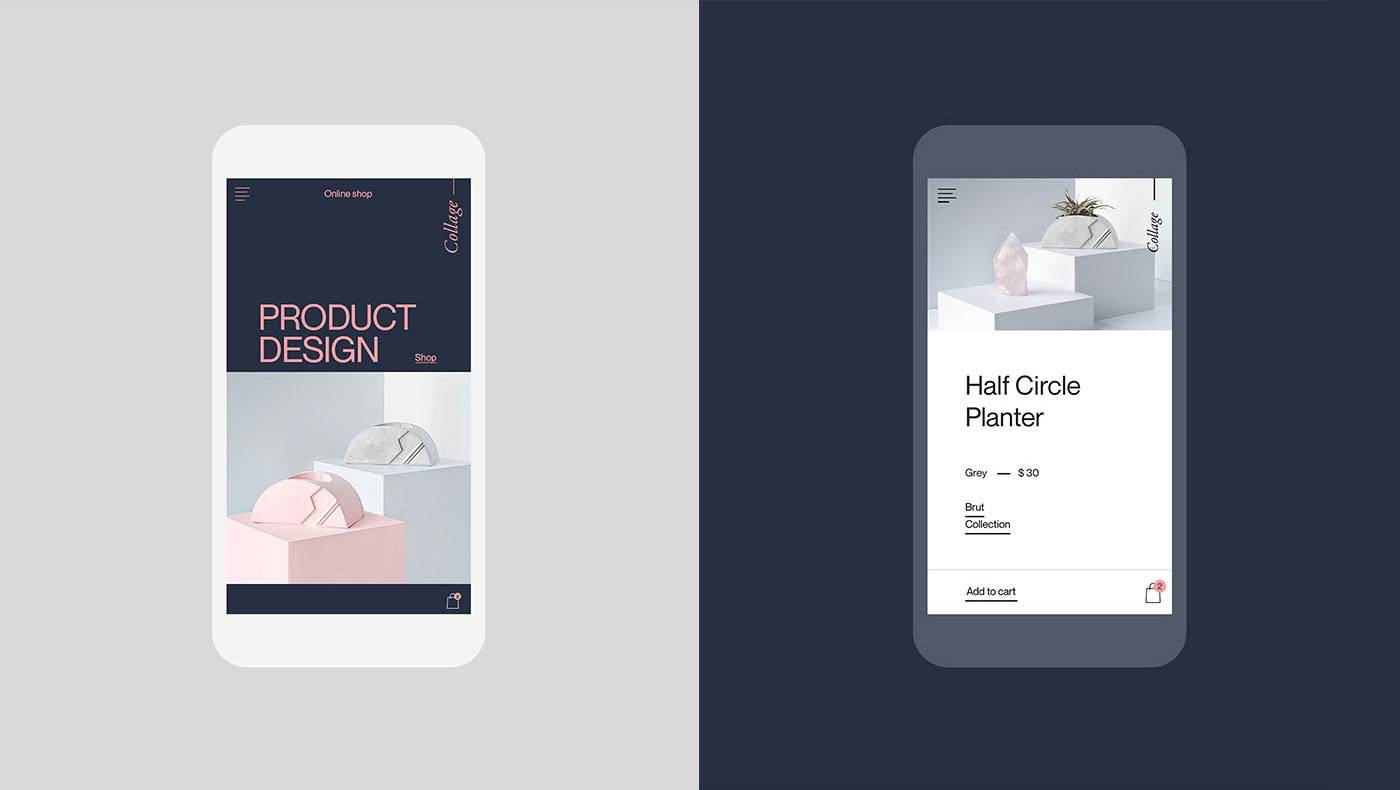 Online shop
Collage
PRODUCT
DESIGN
Shop
Collage
Half Circle
Planter
Grey — $ 30
Brut
Collection
Add to cart
2